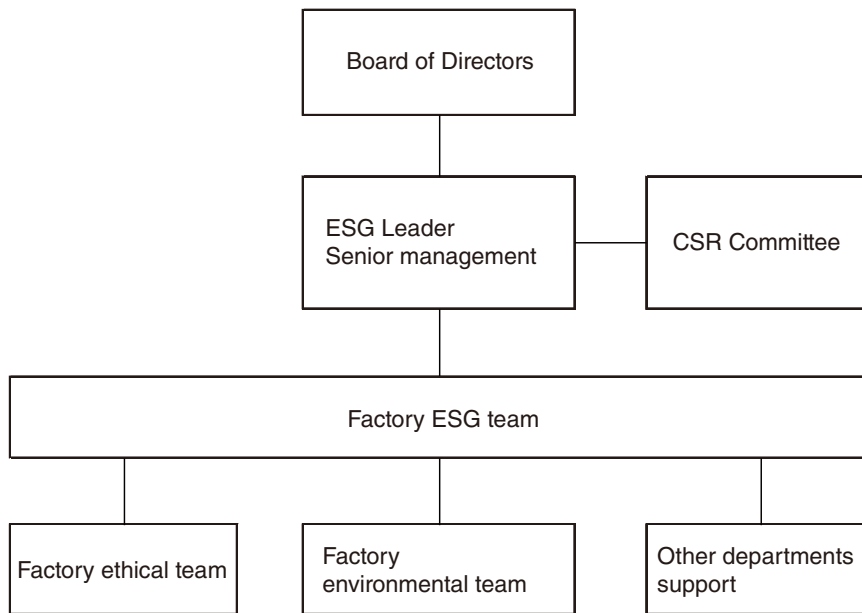 Board of Directors
ESG Leader
Senior management
CSR Committee
Factory ESG team
Factory ethical team
Factory
environmental team
Other departments
support